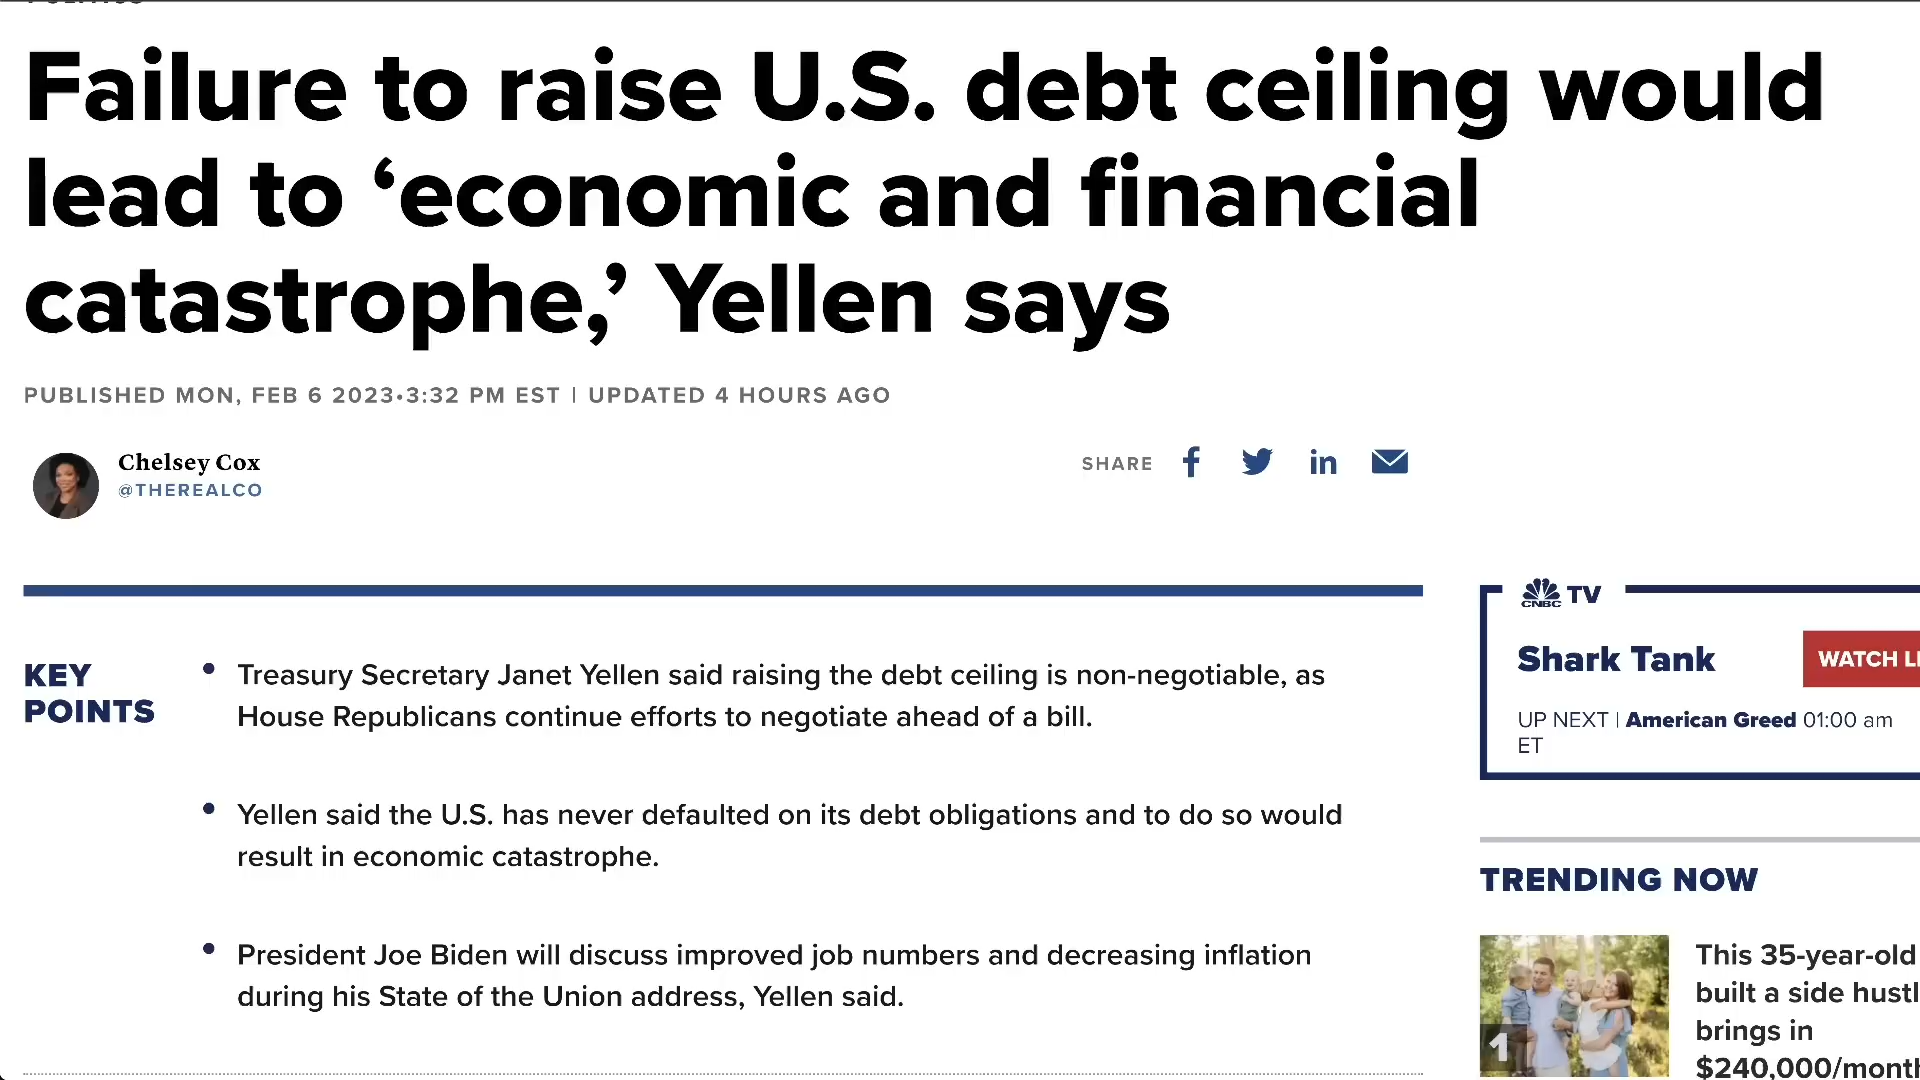 Failure to raise U.S. debt ceiling would
lead to ‘economic and financial
catastrophe,’ Yellen says
PUBLISHED MON, FEB 6 2023•3:32 PM EST | UPDATED 4 HOURS AGO
Chelsey Cox
@THEREALCO
SHARE
KEY
POINTS
• Treasury Secretary Janet Yellen said raising the debt ceiling is non-negotiable, as
House Republicans continue efforts to negotiate ahead of a bill.
• Yellen said the U.S. has never defaulted on its debt obligations and to do so would
result in economic catastrophe.
• President Joe Biden will discuss improved job numbers and decreasing inflation
during his State of the Union address, Yellen said.
CNBC TV
Shark Tank
WATCH
UP NEXT | American Greed 01:00 am
ET
TRENDING NOW
1
This 35-year-old
built a side
brings in
$240,000/month